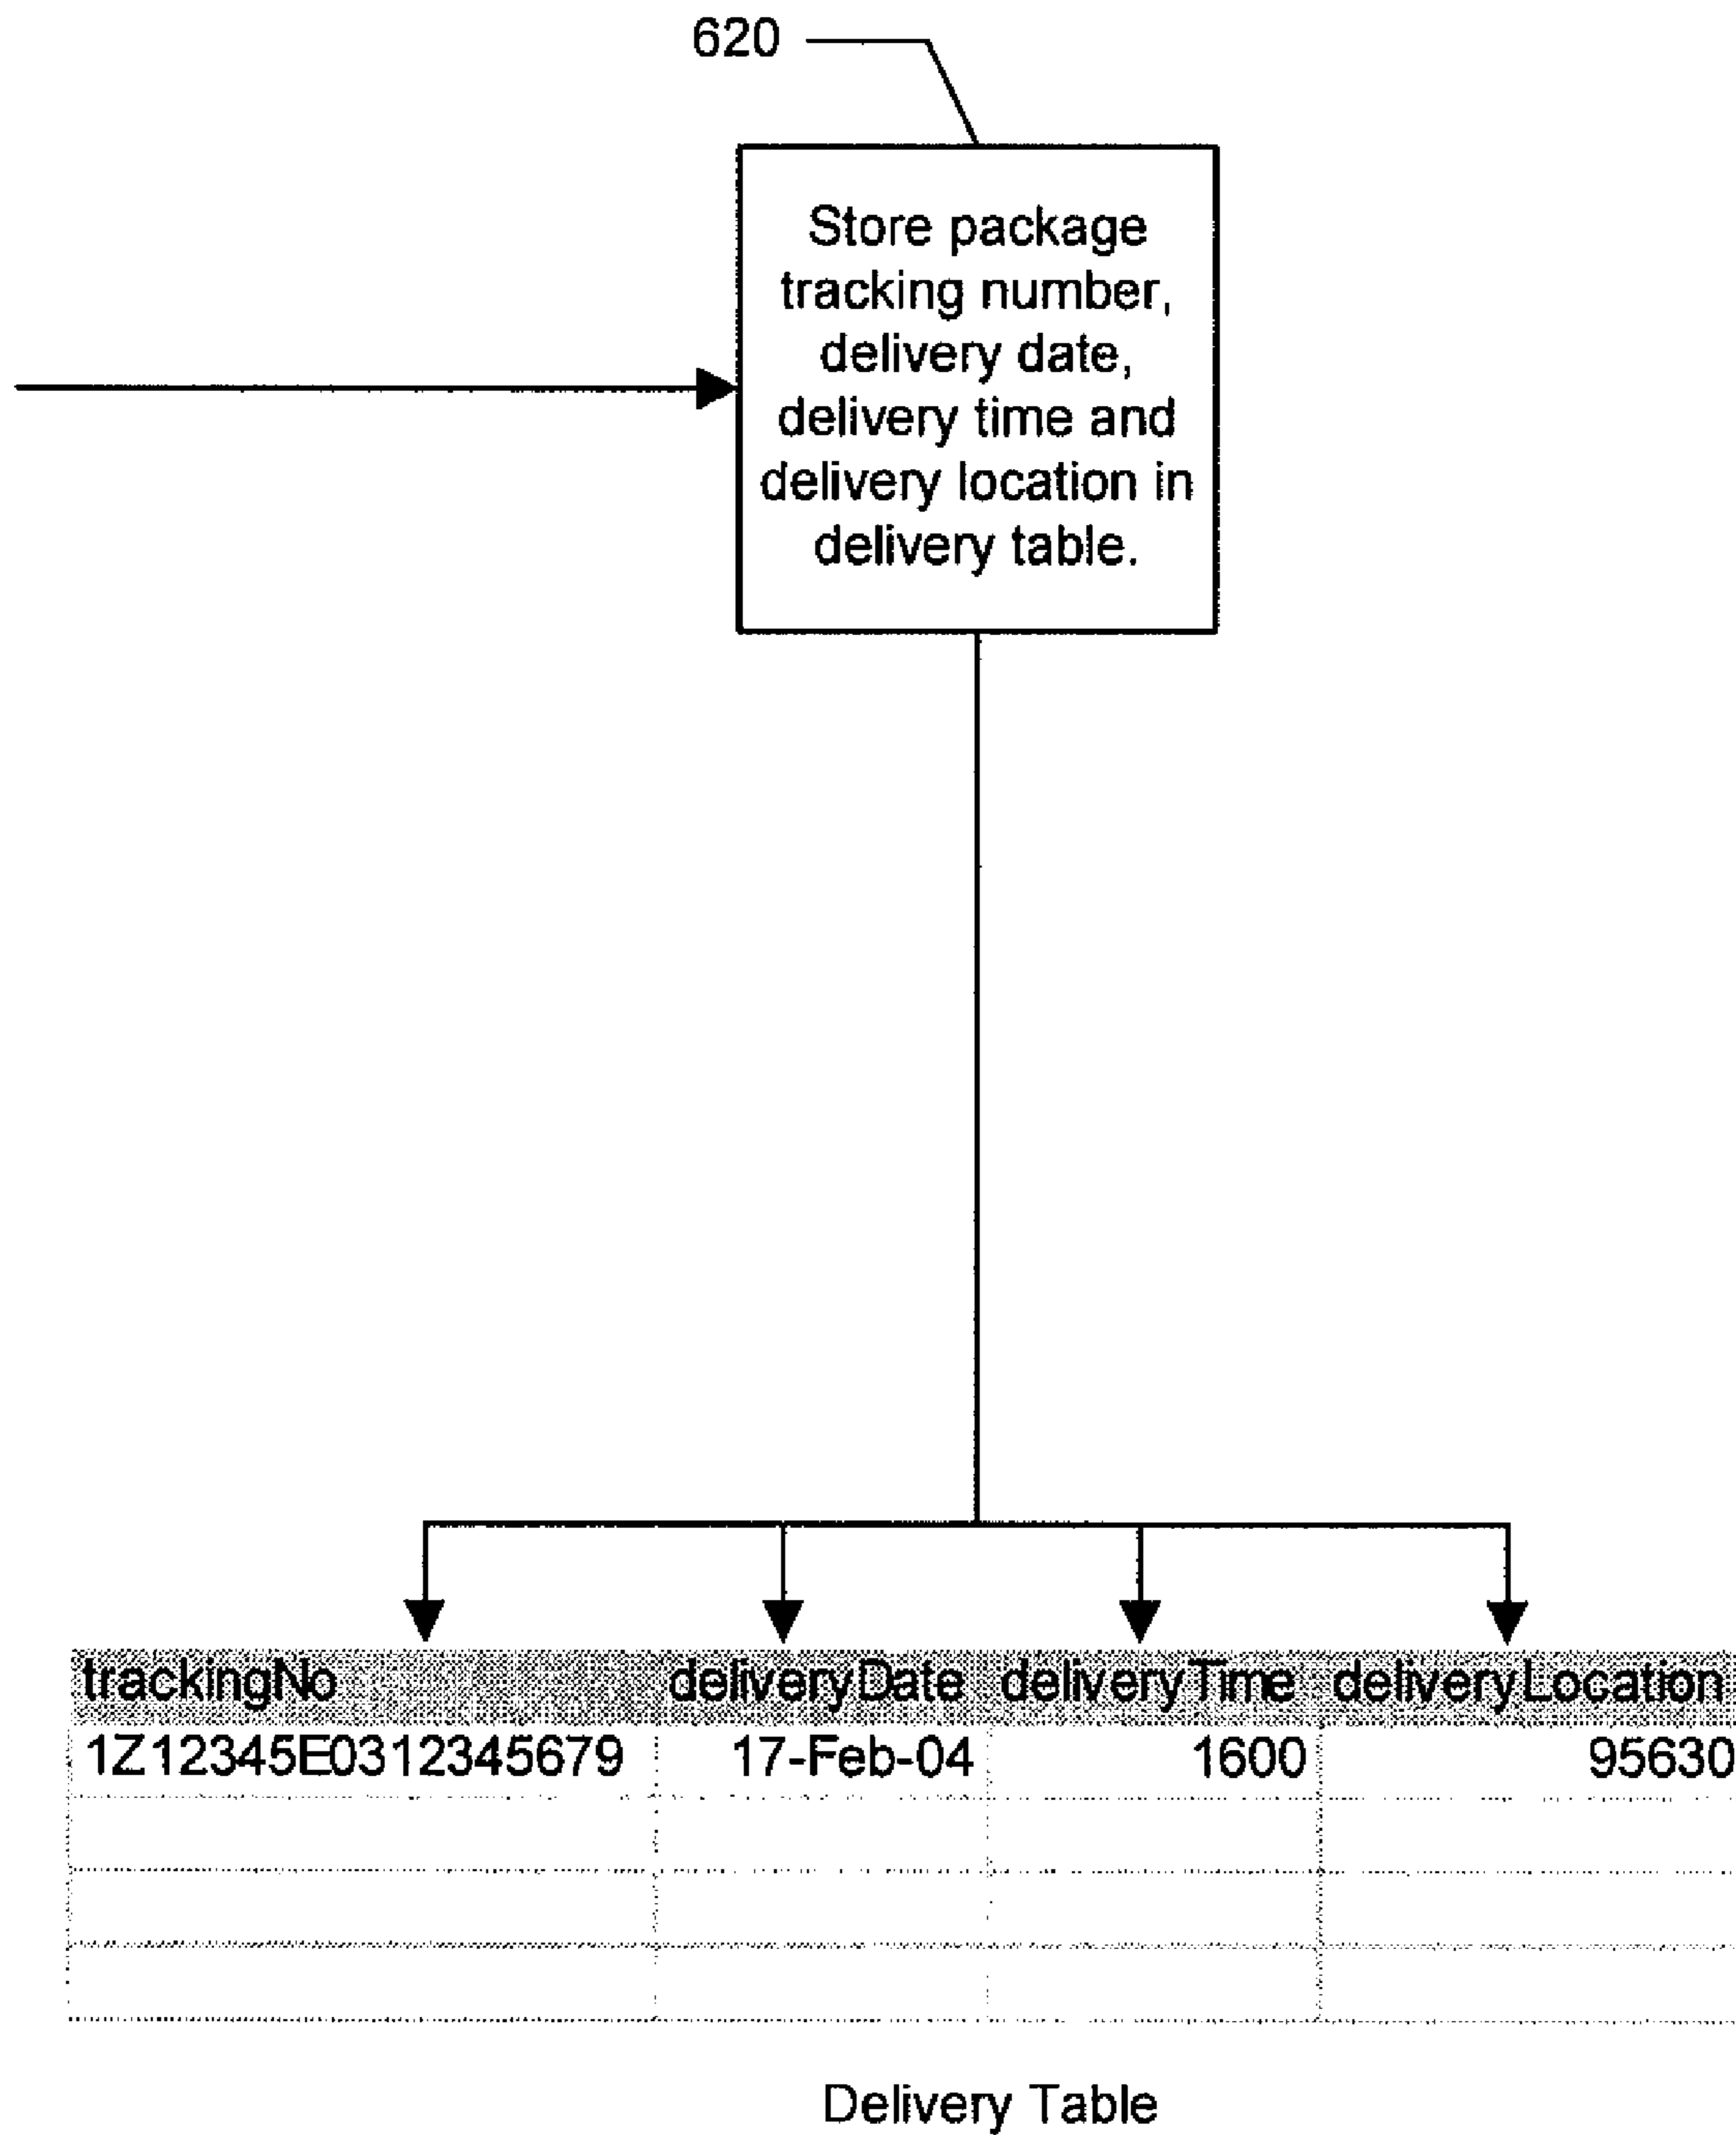 620
Store package
tracking number,
delivery date,
delivery time and
delivery location in
delivery table.
trackingNo deliveryDate deliveryTime deliveryLocation
1Z12345E0312345679 17-Feb-04 1600 95630
Delivery Table